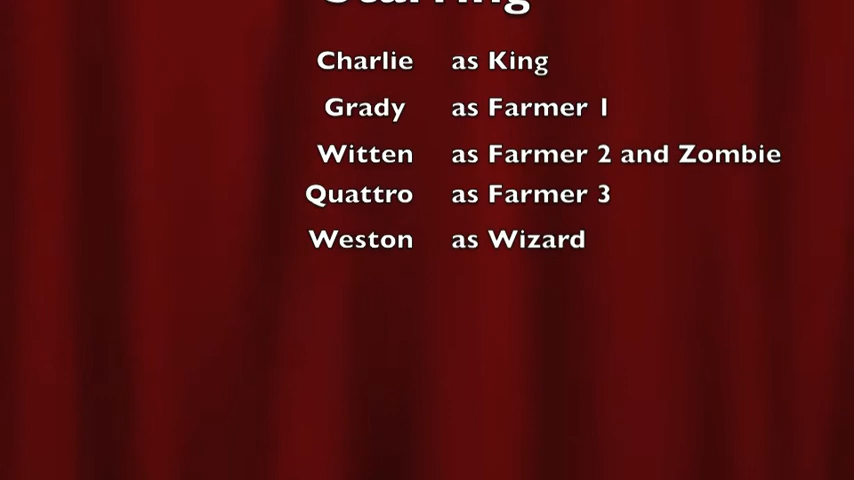 Starring
Charlie as King
Grady as Farmer 1
Witten as Farmer 2 and Zombie
Quattro as Farmer 3
Weston as Wizard